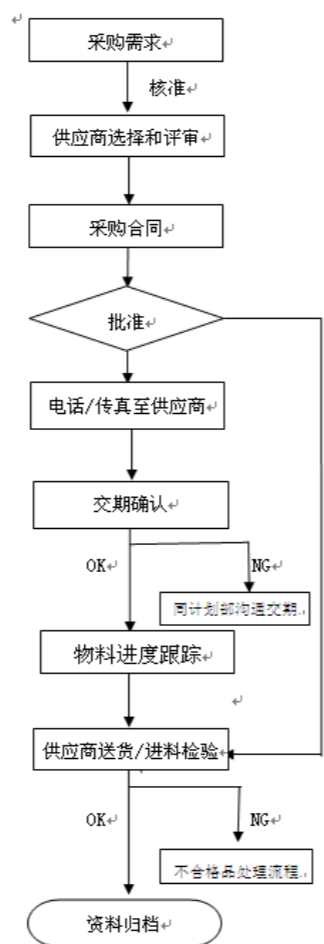 采购需求
核准
供应商选择和评审
采购合同
批准
电话/传真至供应商
交期确认
OK
NG
同计划部沟通交期.
物料进度跟踪
供应商送货/进料检验
OK
NG
不合格品处理流程.
资料归档